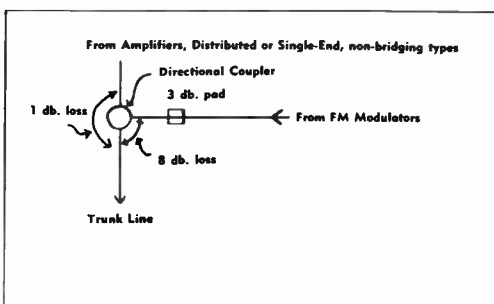 From Amplifiers, Distributed or Single-End, non-bridging types
Directional Coupler
3 db. pad
1 db. loss
From FM Modulators
8 db. loss
Trunk Line